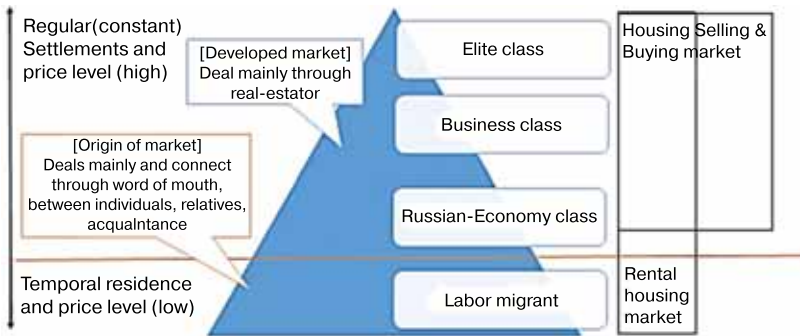 Regular(constant)
Settlements and
price level (high)
[Developed market]
Deal mainly through
real-estator
[Origin of market]
Deals mainly and connect
through word of mouth,
between individuals, relatives,
acqualntance
Temporal residence
and price level (low)
Elite class
Business class
Russian-Economy class
Labor migrant
Housing Selling &
Buying market
Rental
housing
market